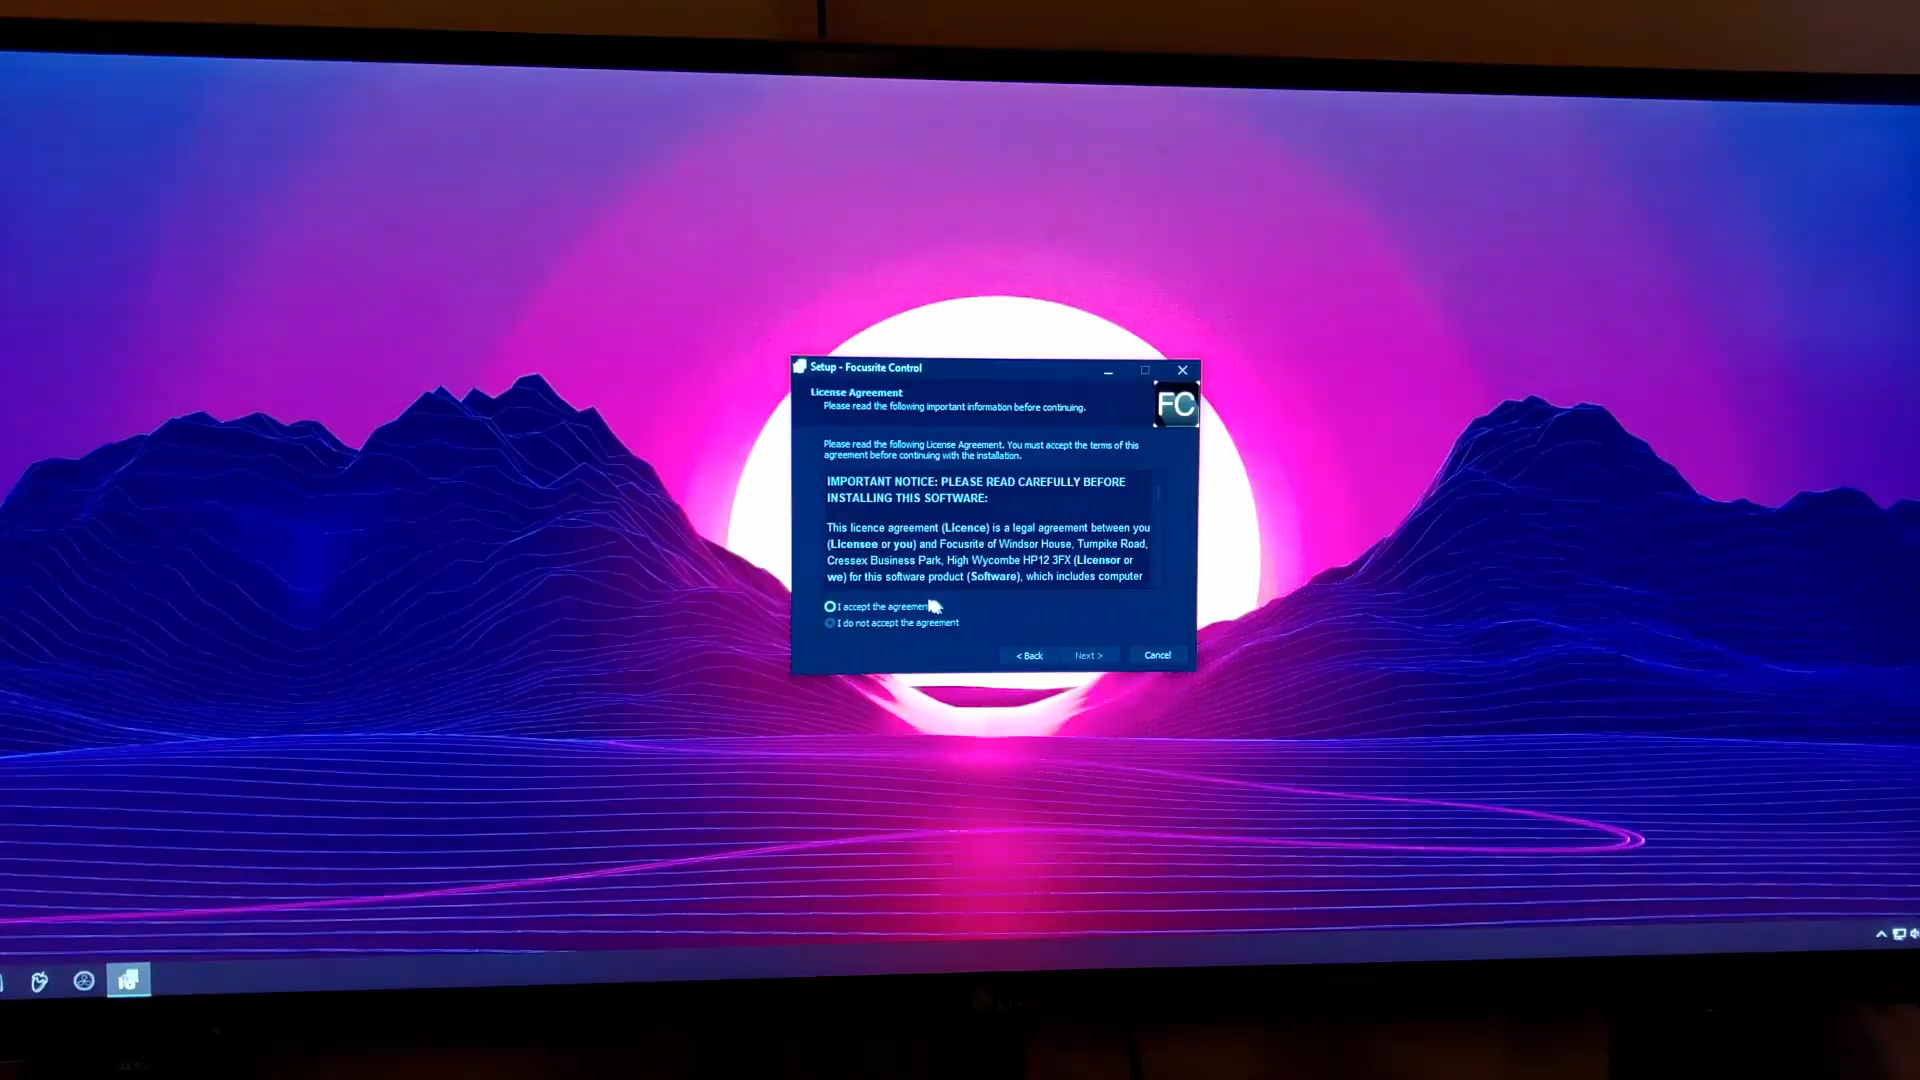 Setup - Focusrite Control
License Agreement
Please read the following important information before continuing.
FC
Please read the following License Agreement. You must accept the terms of this
agreement before continuing with the installation.
IMPORTANT NOTICE: PLEASE READ CAREFULLY BEFORE
INSTALLING THIS SOFTWARE:
This licence agreement (Licence) is a legal agreement between you
(Licensee or you) and Focusrite of Windsor House, Turnpike Road,
Cressex Business Park, High Wycombe HP12 3FX (Licensor or
we) for this software product (Software), which includes computer
I accept the agreement
I do not accept the agreement
< Back
Next >
Cancel